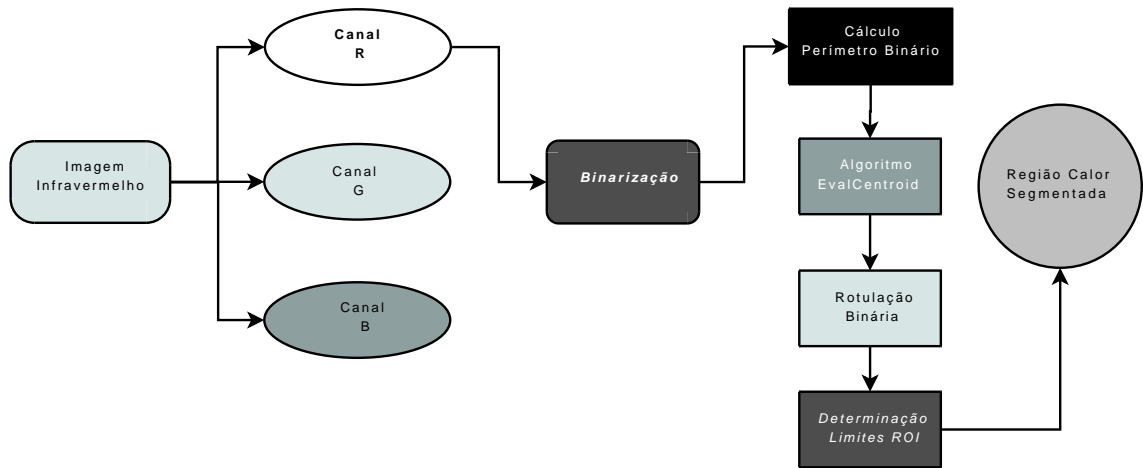 Imagem
Infravermelho
Canal
R
Canal
G
Canal
B
Binarização
Cálculo
Perímetro Binário
Algoritmo
EvalCentroid
Rotulação
Binária
Determinação
Limites ROI
Região Calor
Segmentada